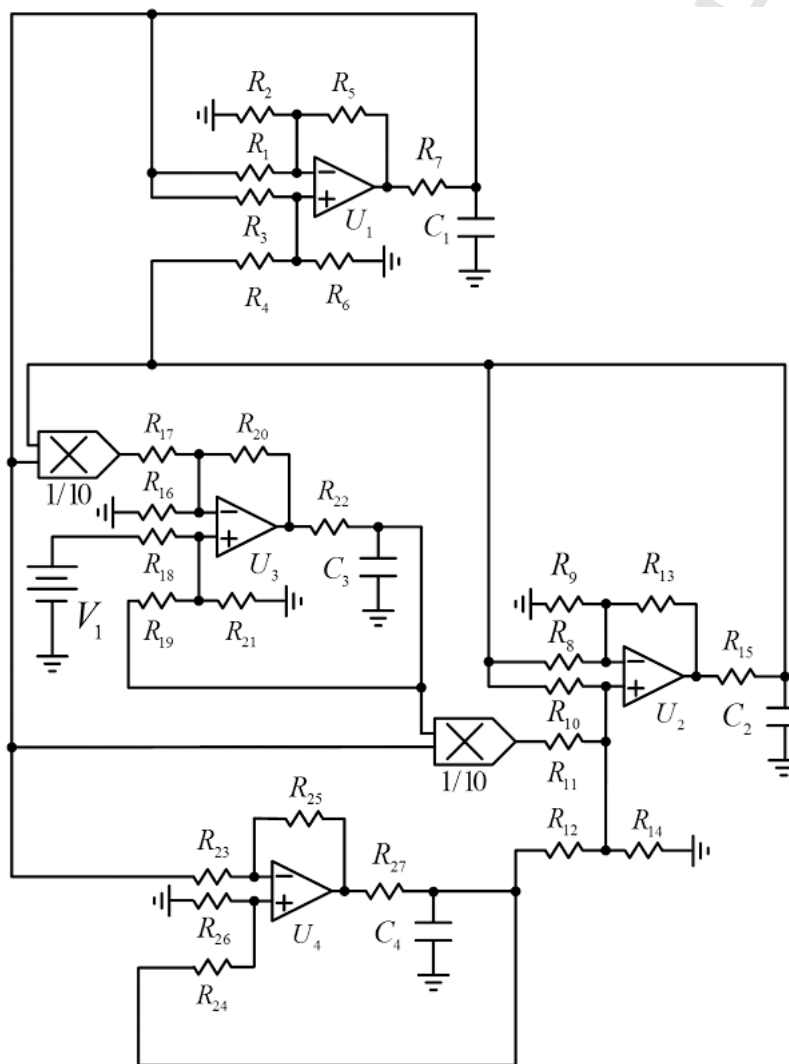 R₂ R₅
R₁ R₇
− +
U₁ C₁
R₃
R₄ R₆
R₁₇ R₂₀
1/10 R₁₆ R₂₂
− +
R₁₈ U₃ C₃
V₁ R₁₉ R₂₁
R₉ R₁₃
R₈ R₁₅
− +
R₁₀ U₂ C₂
R₁₁
1/10
R₂₅ R₁₂ R₁₄
R₂₃ R₂₇
− +
R₂₆ U₄ C₄
R₂₄